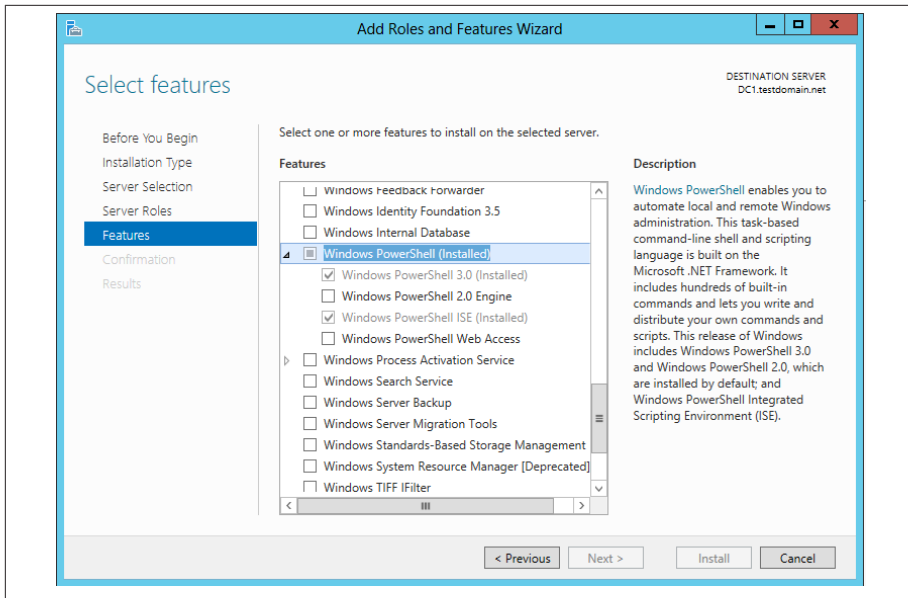 Add Roles and Features Wizard
Select features
DESTINATION SERVER
DC1.testdomain.net
Before You Begin
Installation Type
Server Selection
Server Roles
Features
Confirmation
Results
Select one or more features to install on the selected server.
Features
Windows Feedback Forwarder
Windows Identity Foundation 3.5
Windows Internal Database
Windows PowerShell (Installed)
Windows PowerShell 3.0 (Installed)
Windows PowerShell 2.0 Engine
Windows PowerShell ISE (Installed)
Windows PowerShell Web Access
Windows Process Activation Service
Windows Search Service
Windows Server Backup
Windows Server Migration Tools
Windows Standards-Based Storage Management
Windows System Resource Manager [Deprecated]
Windows TIFF IFilter
Description
Windows PowerShell enables you to
automate local and remote Windows
administration. This task-based
command-line shell and scripting
language is built on the
Microsoft .NET Framework. It
includes hundreds of built-in
commands and lets you write and
distribute your own commands and
scripts. This release of Windows
includes Windows PowerShell 3.0
and Windows PowerShell 2.0, which
are installed by default; and
Windows PowerShell Integrated
Scripting Environment (ISE).
< Previous
Next >
Install
Cancel